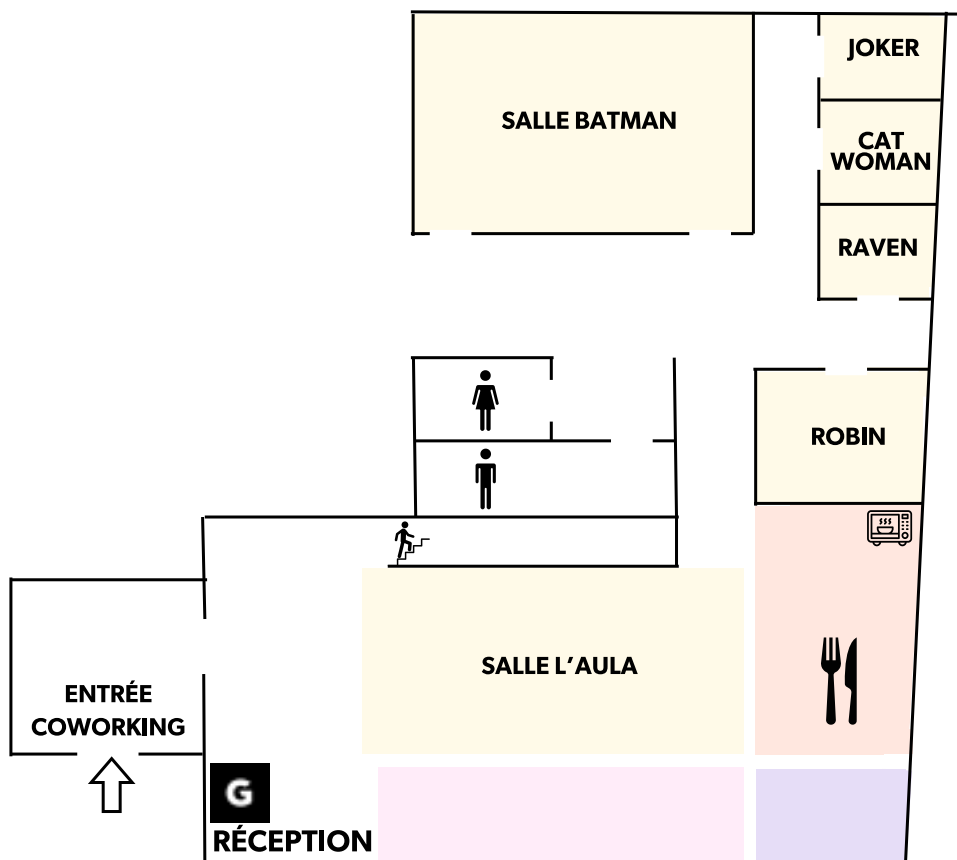 JOKER
SALLE BATMAN
CAT
WOMAN
RAVEN
ROBIN
SALLE L’AULA
ENTRÉE
COWORKING
G
RÉCEPTION